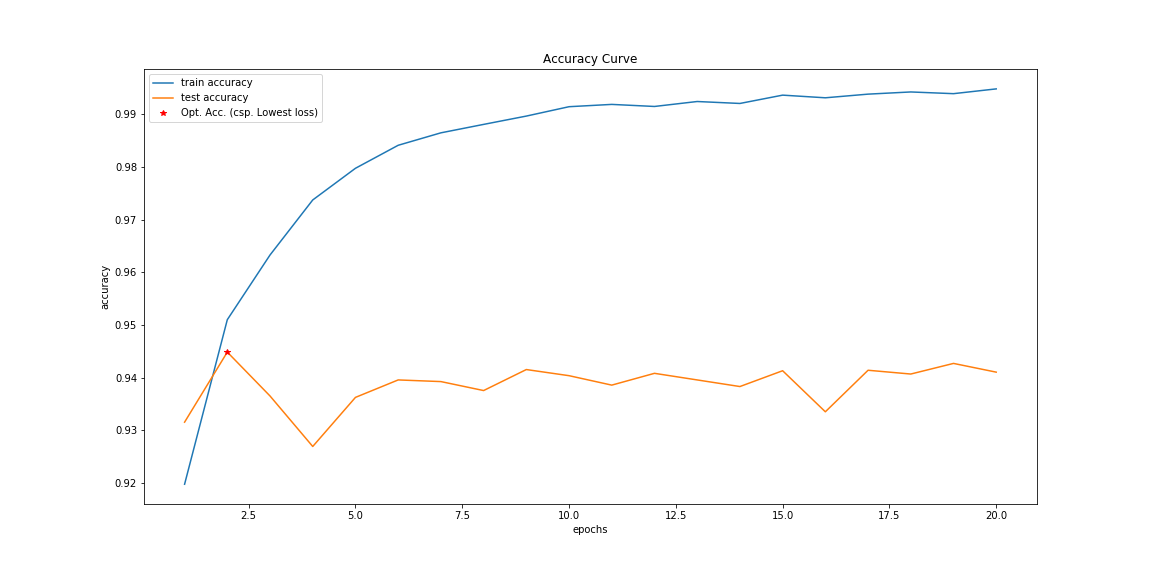 Accuracy Curve
train accuracy
test accuracy
Opt. Acc. (csp. Lowest loss)
0.99
0.98
0.97
0.96
0.95
0.94
0.93
0.92
accuracy
2.5
5.0
7.5
10.0
12.5
15.0
17.5
20.0
epochs